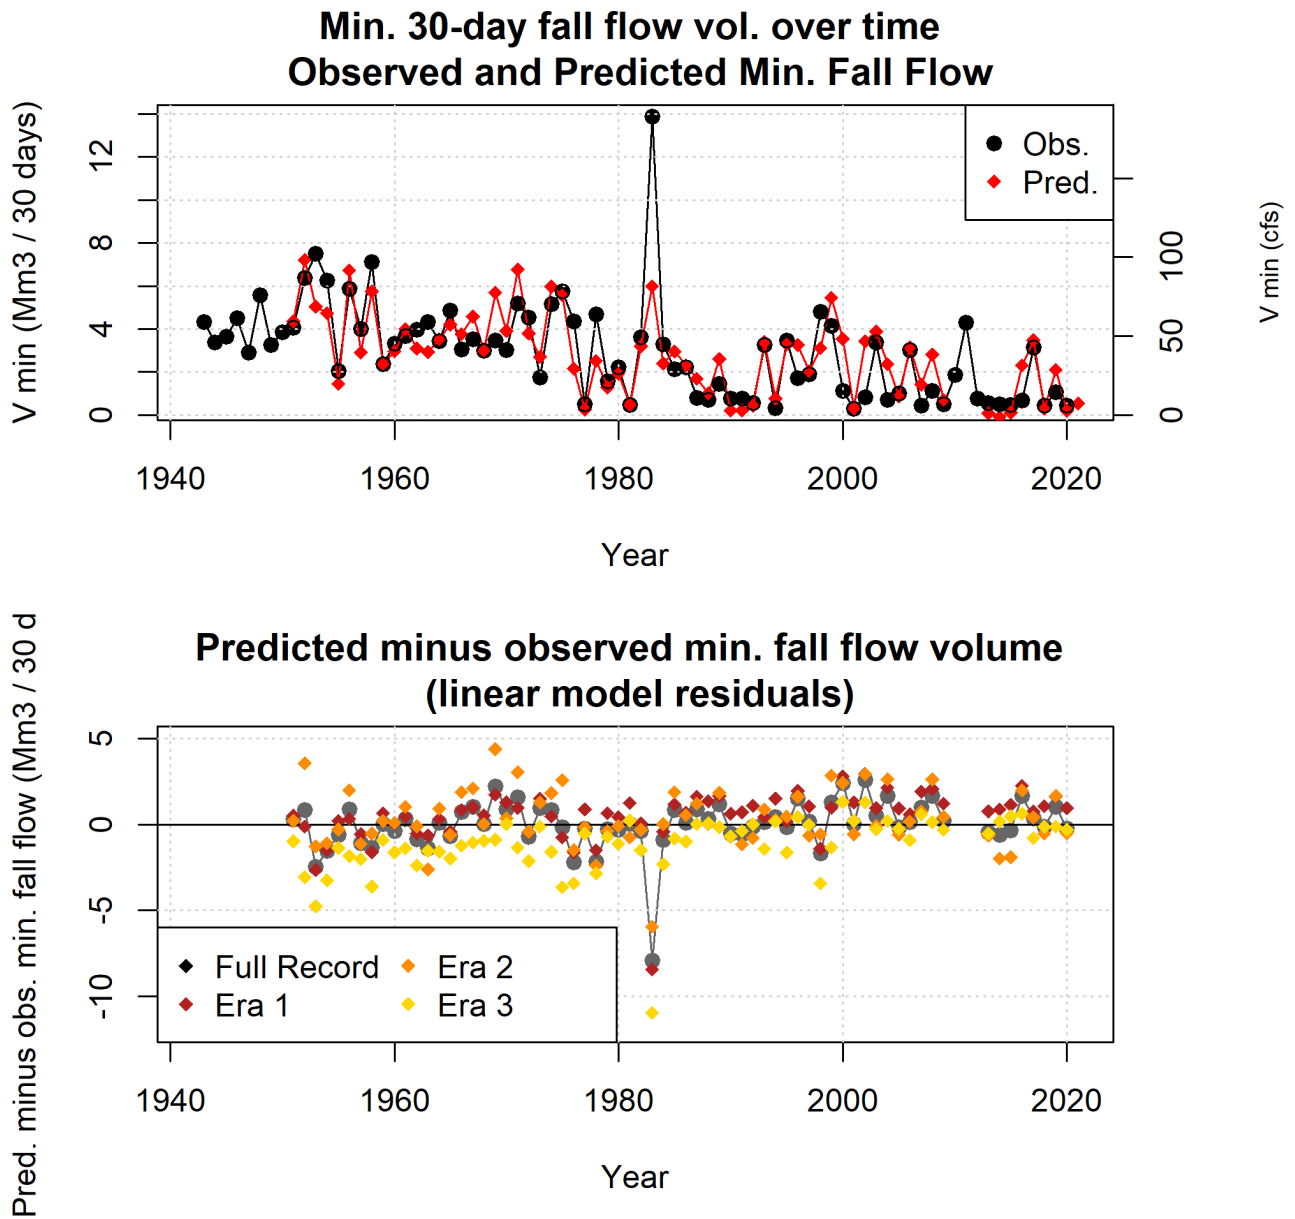 Min. 30-day fall flow vol. over time
Observed and Predicted Min. Fall Flow
V min (Mm3 / 30 days)
12
8
4
0
Obs.
Pred.
100
50
0
V min (cfs)
1940 1960 1980 2000 2020
Year
Predicted minus observed min. fall flow volume
(linear model residuals)
Pred. minus obs. min. fall flow (Mm3 / 30 d
5
0
-5
-10
Full Record Era 2
Era 1 Era 3
1940 1960 1980 2000 2020
Year